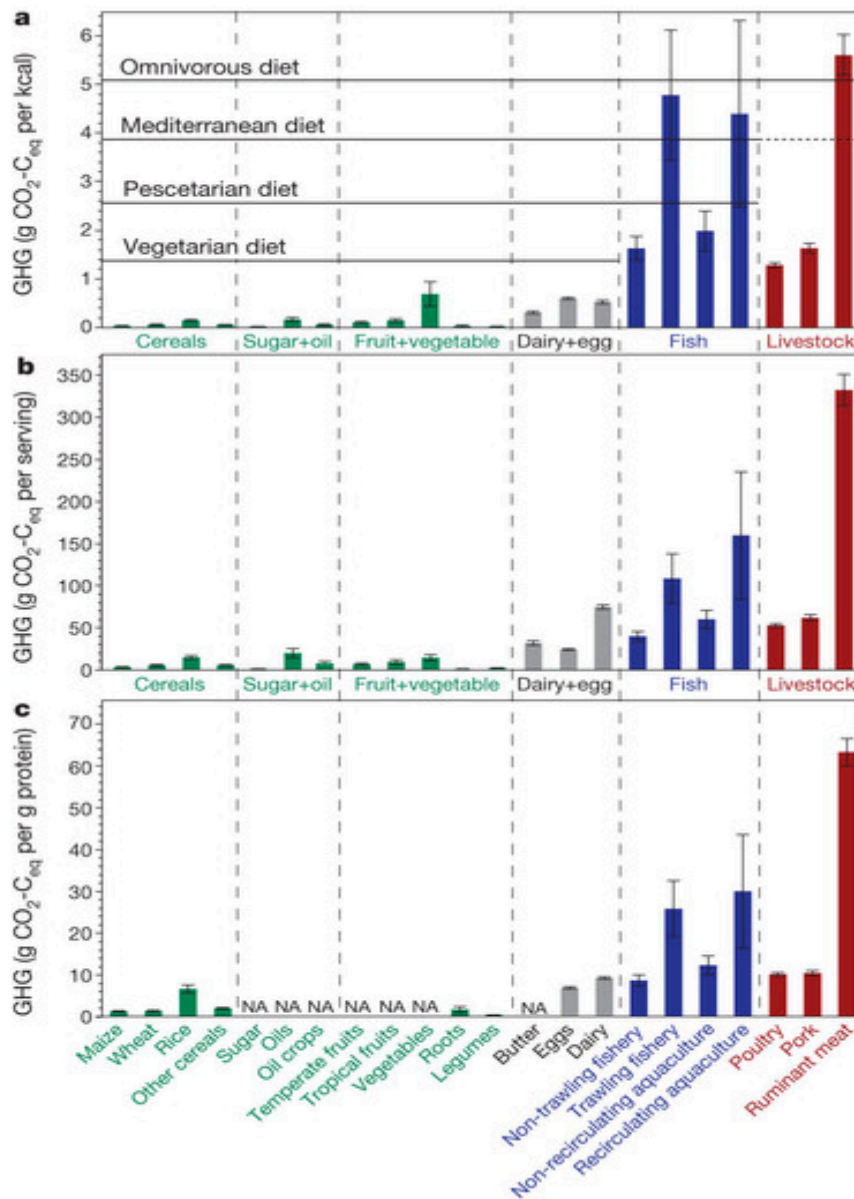 a
GHG (g CO2-Ceq per kcal)
6
5
4
3
2
1
0
Omnivorous diet
Mediterranean diet
Pescetarian diet
Vegetarian diet
Cereals
Sugar+oil
Fruit+vegetable
Dairy+egg
Fish
Livestock
b
GHG (g CO2-Ceq per serving)
350
300
250
200
150
100
50
0
Cereals
Sugar+oil
Fruit+vegetable
Dairy+egg
Fish
Livestock
c
GHG (g CO2-Ceq per g protein)
70
60
50
40
30
20
10
0
NA NA NA NA NA NA NA
Maize
Wheat
Rice
Other cereals
Sugar
Oils
Oil crops
Temperate fruits
Tropical fruits
Vegetables
Roots
Legumes
Butter
Eggs
Dairy
Non-trawling fishery
Trawling fishery
Non-recirculating aquaculture
Recirculating aquaculture
Poultry
Pork
Ruminant meat